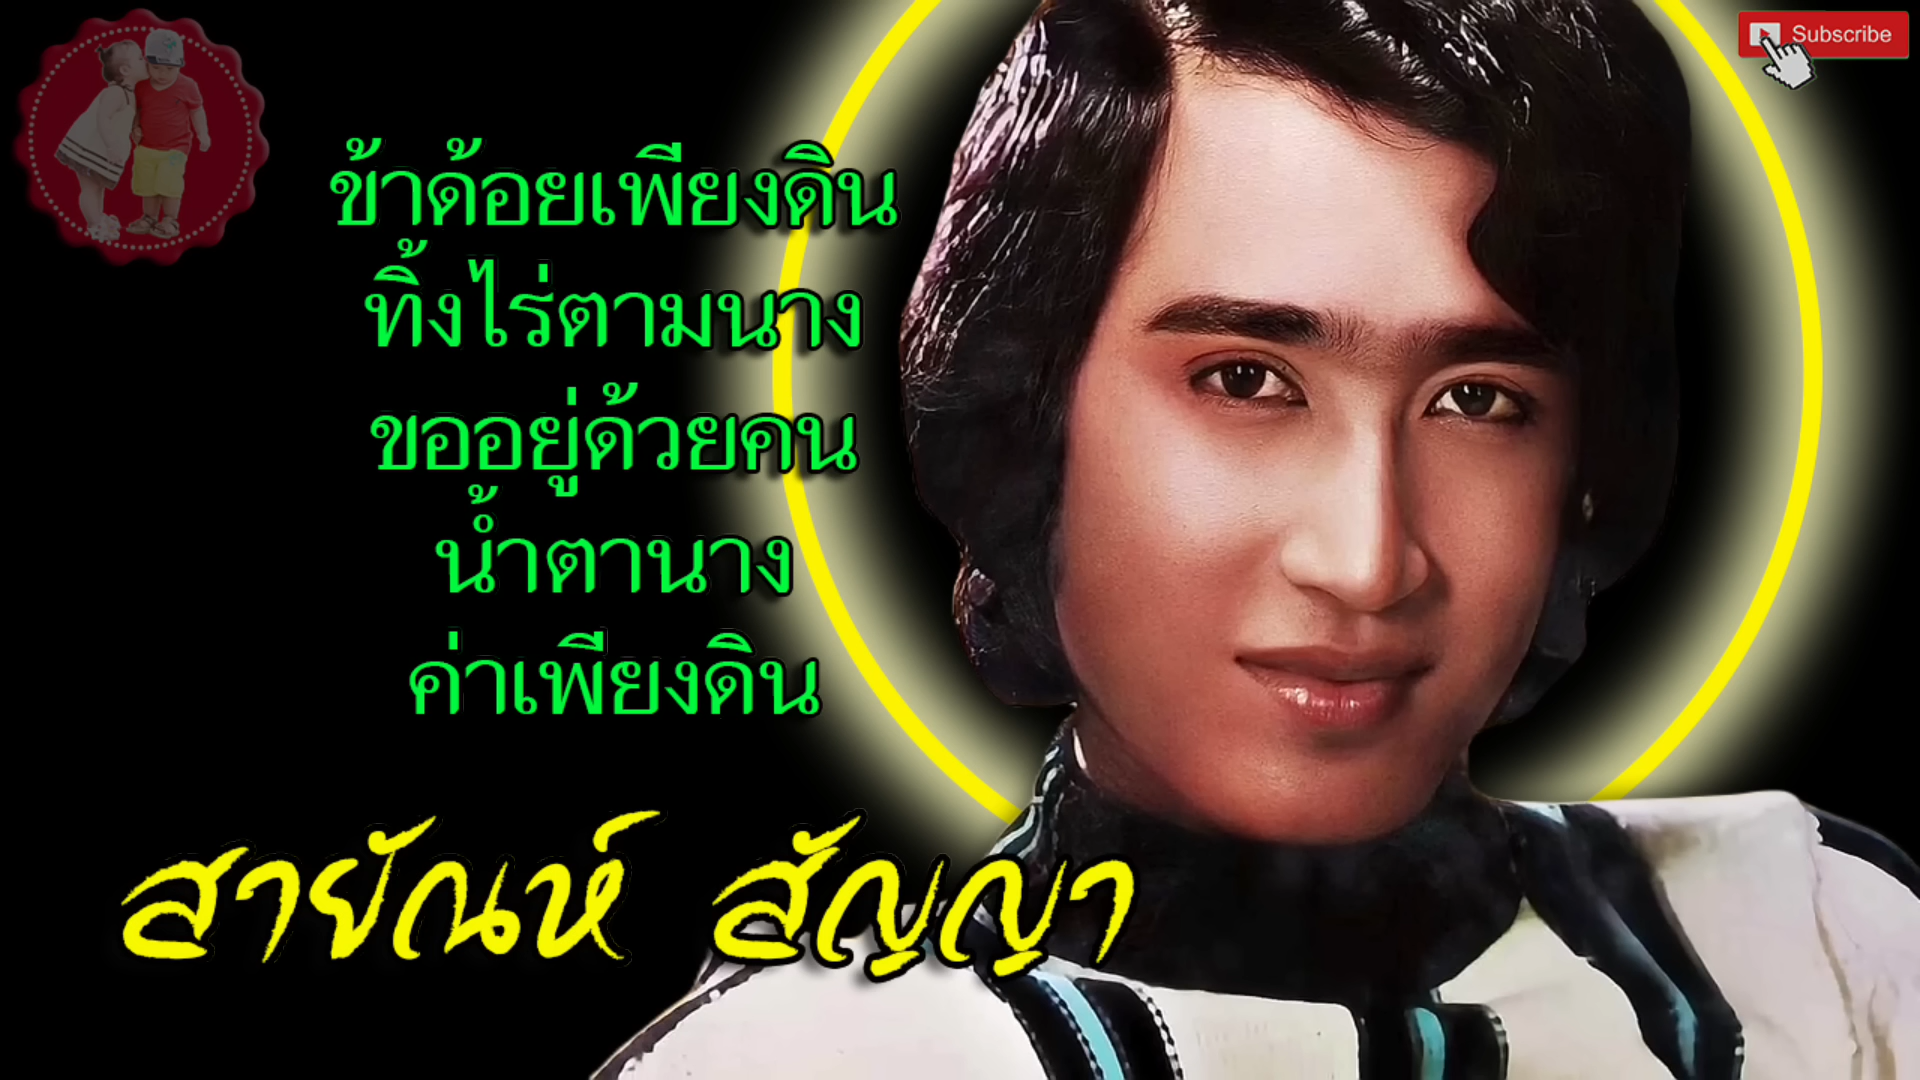 Subscribe
ข้าด้อยเพียงดิน
ทิ้งไร่ตามนาง
ขออยู่ด้วยคน
น้ำตานาง
ค่าเพียงดิน
สายัณห์ สัญญา